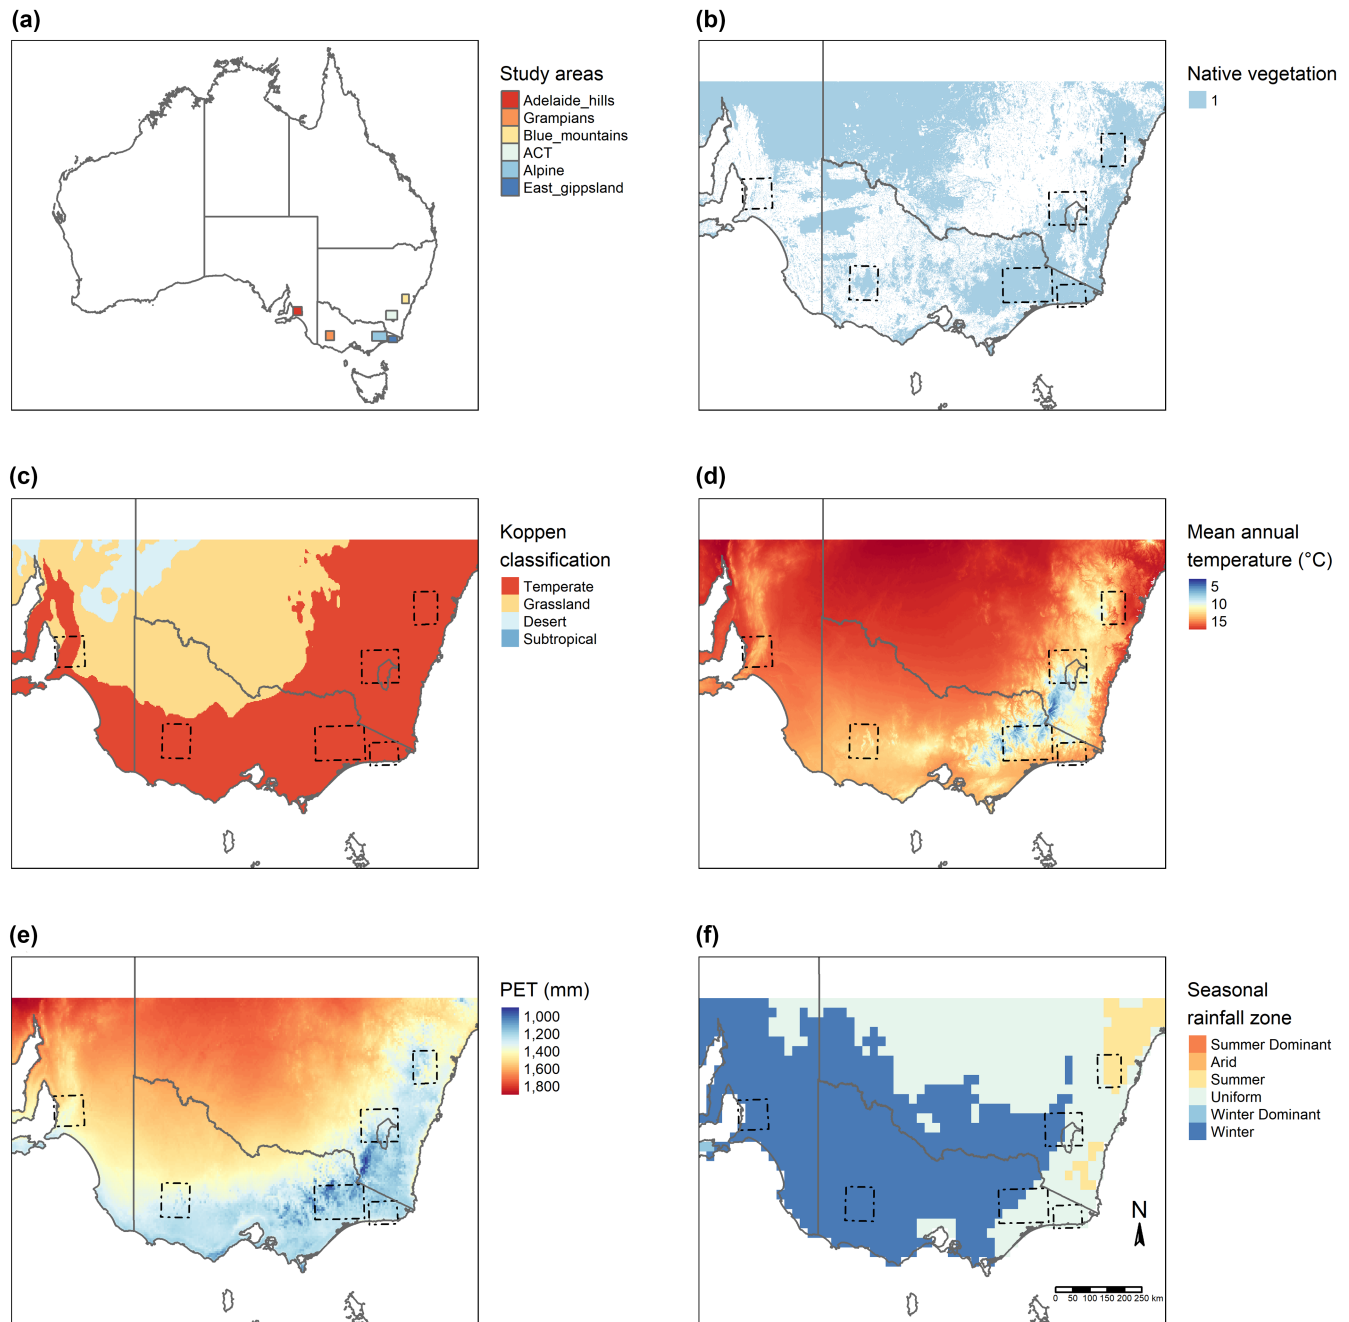 (a)
Study areas
Adelaide_hills
Grampians
Blue_mountains
ACT
Alpine
East_gippsland
(b)
Native vegetation
1
(c)
Koppen
classification
Temperate
Grassland
Desert
Subtropical
(d)
Mean annual
temperature (°C)
5
10
15
(e)
PET (mm)
1,000
1,200
1,400
1,600
1,800
(f)
Seasonal
rainfall zone
Summer Dominant
Arid
Summer
Uniform
Winter Dominant
Winter
N
0 50 100 150 200 250 km